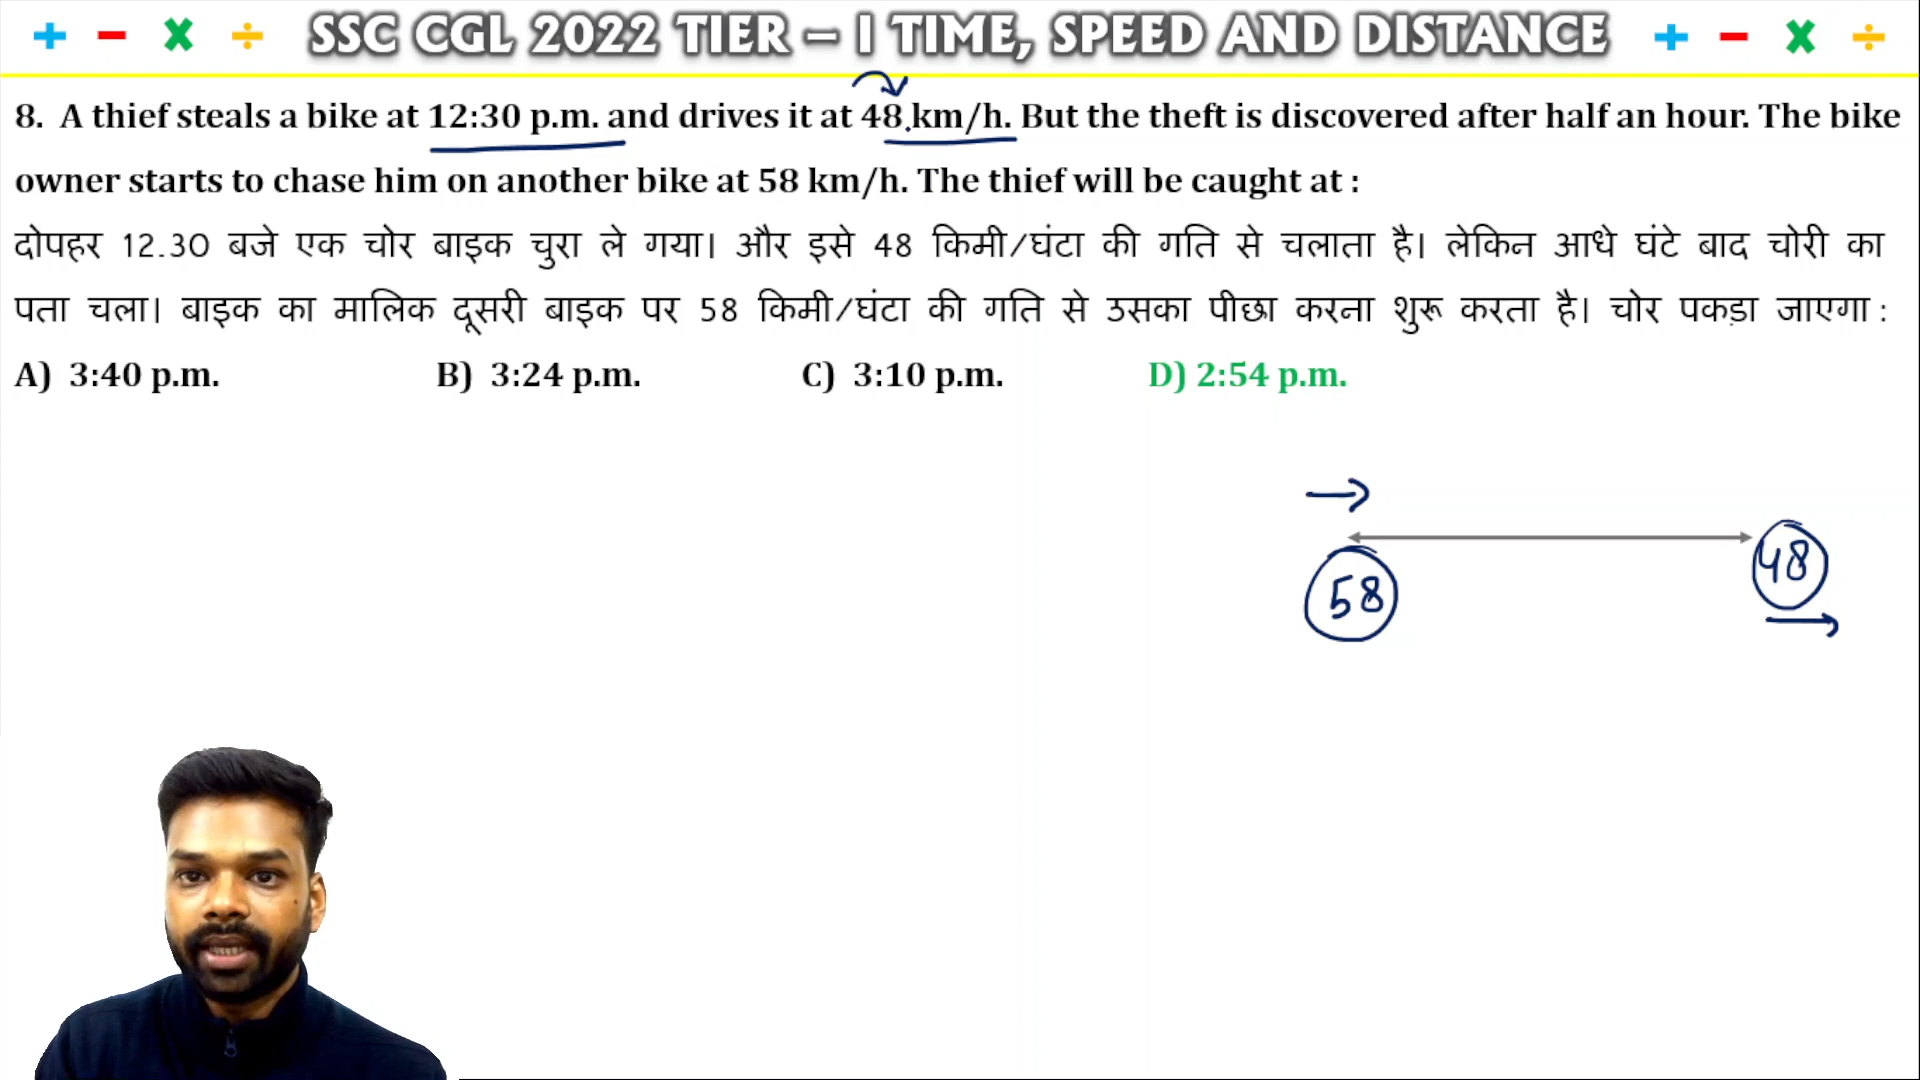 + - × ÷ SSC CGL 2022 TIER – I TIME, SPEED AND DISTANCE + - × ÷
8. A thief steals a bike at 12:30 p.m. and drives it at 48 km/h. But the theft is discovered after half an hour. The bike
owner starts to chase him on another bike at 58 km/h. The thief will be caught at :
दोपहर 12.30 बजे एक चोर बाइक चुरा ले गया। और इसे 48 किमी/घंटा की गति से चलाता है। लेकिन आधे घंटे बाद चोरी का
पता चला। बाइक का मालिक दूसरी बाइक पर 58 किमी/घंटा की गति से उसका पीछा करना शुरू करता है। चोर पकड़ा जाएगा :
A) 3:40 p.m. B) 3:24 p.m. C) 3:10 p.m. D) 2:54 p.m.
48
58